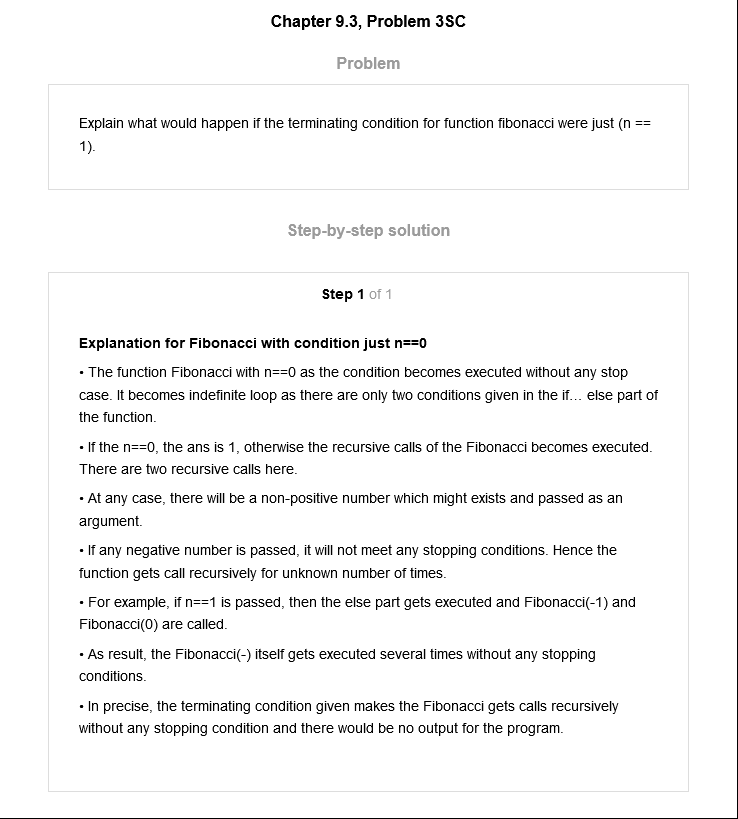 Chapter 9.3, Problem 3SC
Problem
Explain what would happen if the terminating condition for function fibonacci were just (n ==
1).
Step-by-step solution
Step 1 of 1
Explanation for Fibonacci with condition just n==0
• The function Fibonacci with n==0 as the condition becomes executed without any stop
case. It becomes indefinite loop as there are only two conditions given in the if... else part of
the function.
• If the n==0, the ans is 1, otherwise the recursive calls of the Fibonacci becomes executed.
There are two recursive calls here.
• At any case, there will be a non-positive number which might exists and passed as an
argument.
• If any negative number is passed, it will not meet any stopping conditions. Hence the
function gets call recursively for unknown number of times.
• For example, if n==1 is passed, then the else part gets executed and Fibonacci(-1) and
Fibonacci(0) are called.
• As result, the Fibonacci(-) itself gets executed several times without any stopping
conditions.
• In precise, the terminating condition given makes the Fibonacci gets calls recursively
without any stopping condition and there would be no output for the program.